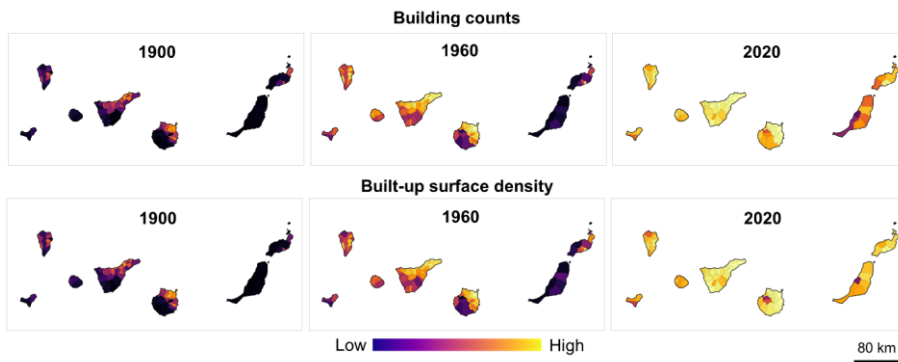 Building counts
1900
1960
2020
Built-up surface density
1900
1960
2020
Low
High
80 km